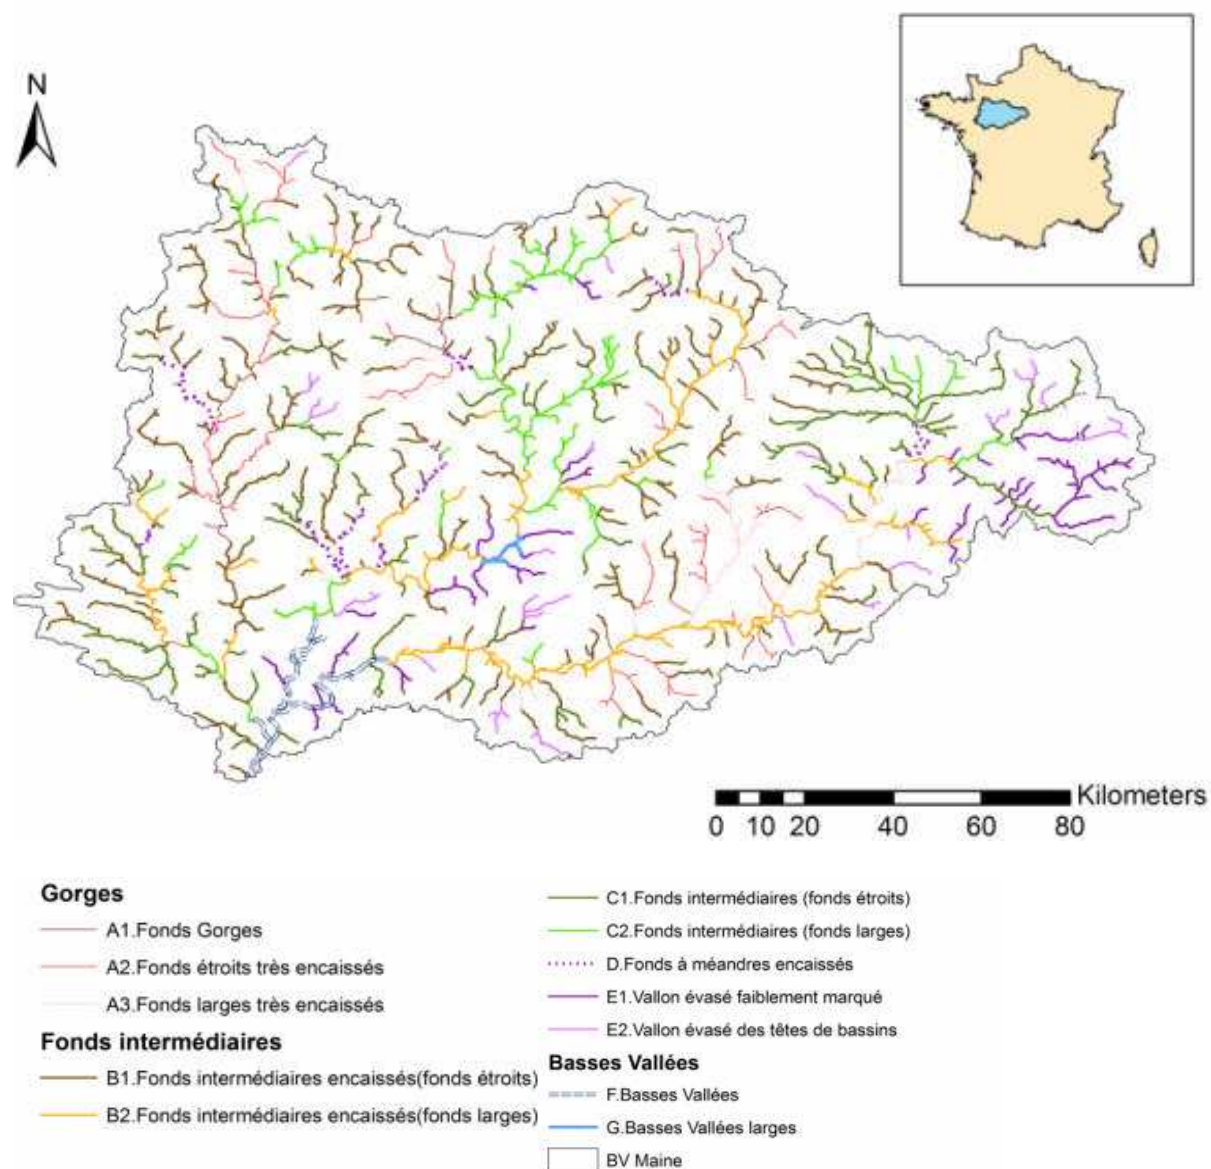 N
Kilometers
0 10 20 40 60 80
Gorges
A1.Fonds Gorges
A2.Fonds étroits très encaissés
A3.Fonds larges très encaissés
Fonds intermédiaires
B1.Fonds intermédiaires encaissés(fonds étroits)
B2.Fonds intermédiaires encaissés(fonds larges)
C1.Fonds intermédiaires (fonds étroits)
C2.Fonds intermédiaires (fonds larges)
D.Fonds à méandres encaissés
E1.Vallon évasé faiblement marqué
E2.Vallon évasé des têtes de bassins
Basses Vallées
F.Basses Vallées
G.Basses Vallées larges
BV Maine